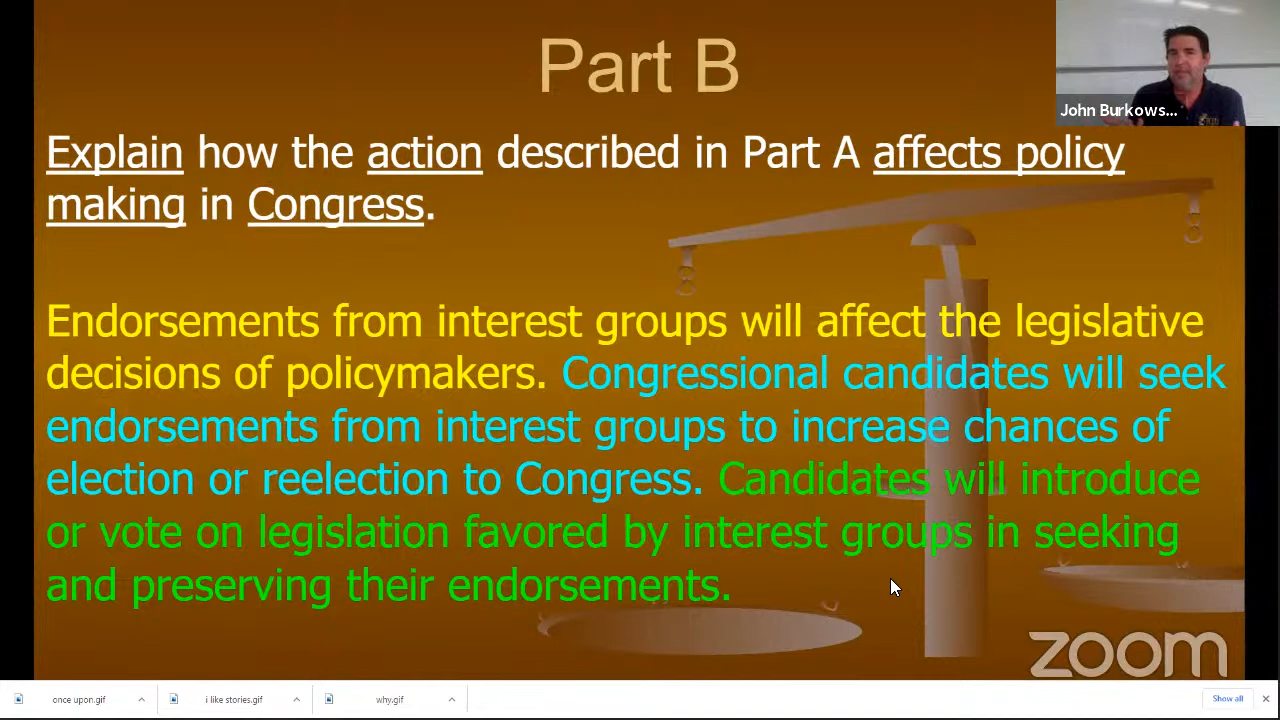 Part B
John Burkows...
Explain how the action described in Part A affects policy
making in Congress.
Endorsements from interest groups will affect the legislative
decisions of policymakers. Congressional candidates will seek
endorsements from interest groups to increase chances of
election or reelection to Congress. Candidates will introduce
or vote on legislation favored by interest groups in seeking
and preserving their endorsements.
zoom
once upon.gif i like stories.gif why.gif Show all